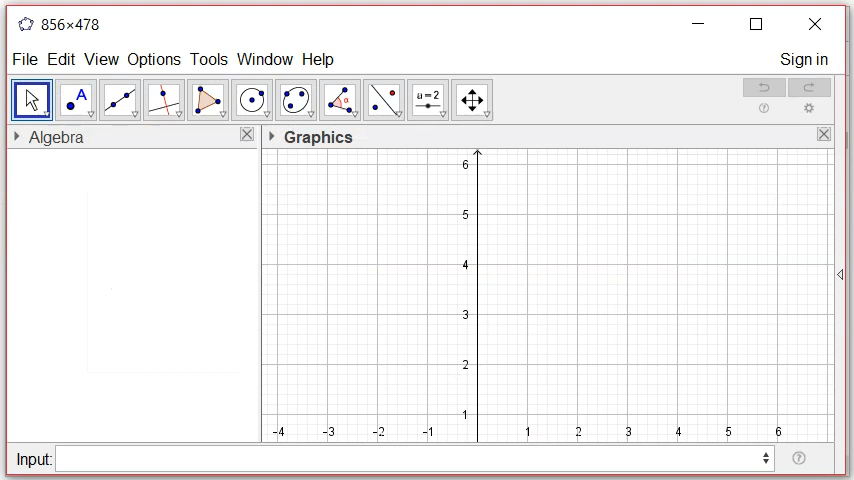 856×478
File Edit View Options Tools Window Help Sign in
A α a = 2
Algebra Graphics
6
5
4
3
2
1
-4 -3 -2 -1 1 2 3 4 5 6
Input: